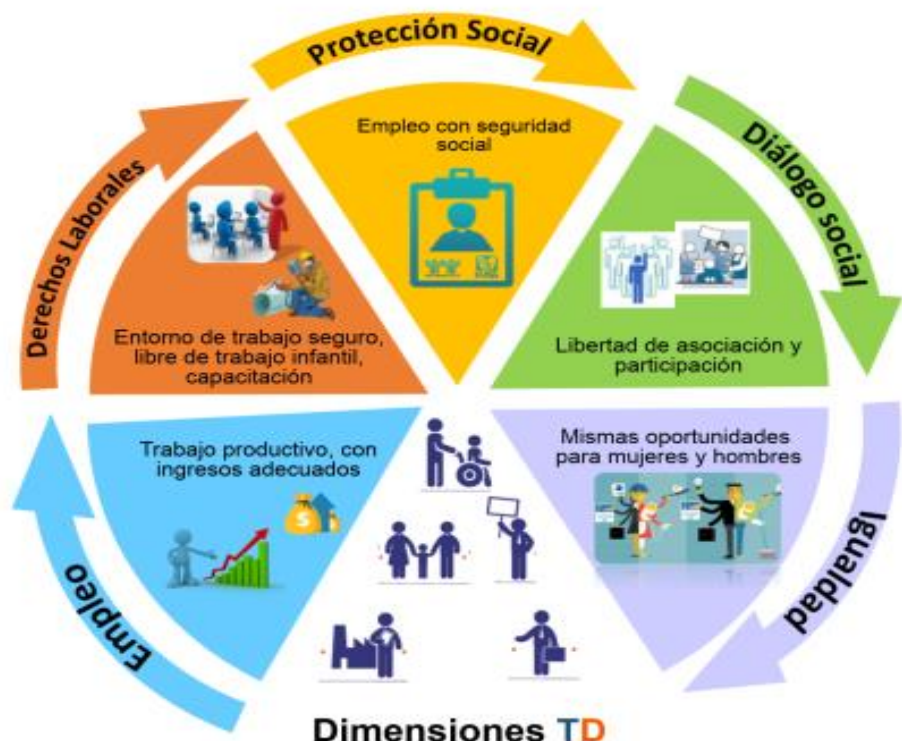 Protección Social
Empleo con seguridad
social
Diálogo social
Libertad de asociación y
participación
Igualdad
Mismas oportunidades
para mujeres y hombres
Derechos Laborales
Entorno de trabajo seguro,
libre de trabajo infantil,
capacitación
Empleo
Trabajo productivo, con
ingresos adecuados
$
Dimensiones TD